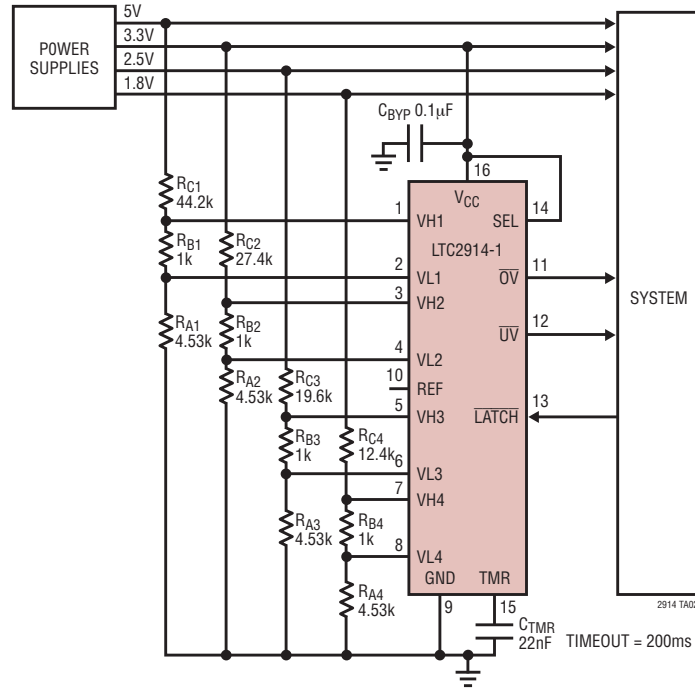 POWER
SUPPLIES
5V
3.3V
2.5V
1.8V
CBYP 0.1µF
RC1
44.2k
RB1
1k
RA1
4.53k
RC2
27.4k
RB2
1k
RA2
4.53k
RC3
19.6k
RB3
1k
RA3
4.53k
RC4
12.4k
RB4
1k
RA4
4.53k
16
VCC
1
VH1
SEL
14
LTC2914-1
2
VL1
OV
11
3
VH2
UV
12
4
VL2
10
REF
5
VH3
LATCH
13
6
VL3
7
VH4
8
VL4
GND
TMR
9
15
CTMR
22nF
TIMEOUT = 200ms
SYSTEM
2914 TA02